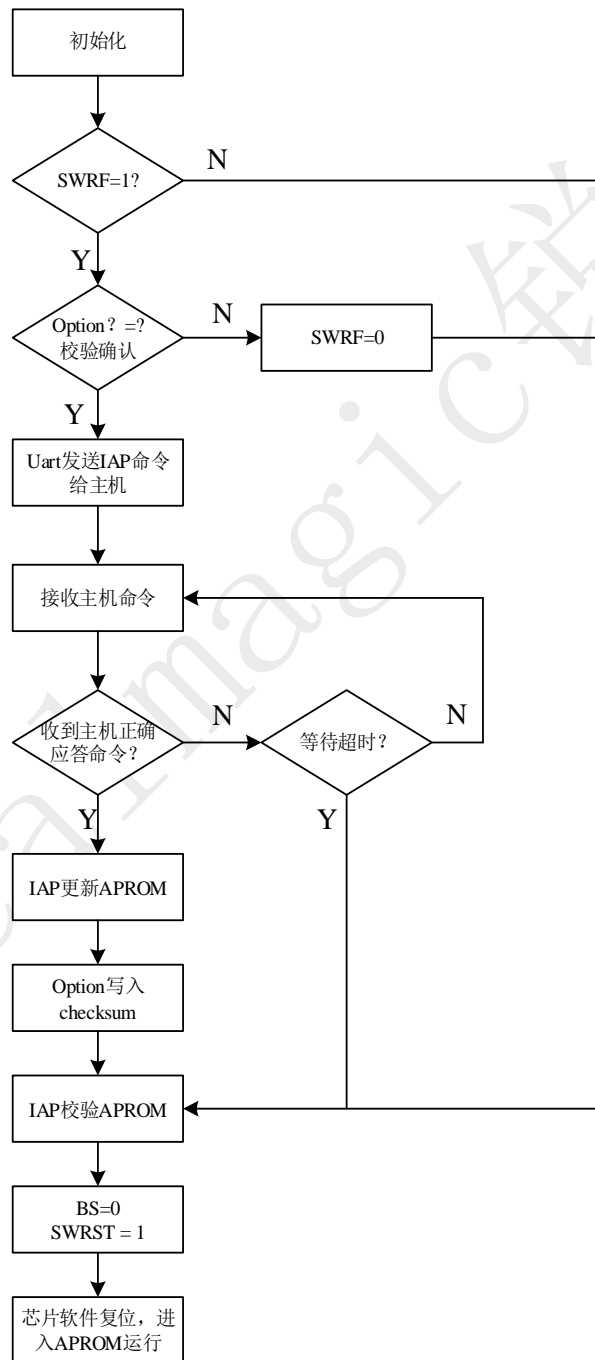 初始化
SWRF=1?
N
Y
Option？=?
校验确认
N
SWRF=0
Y
Uart发送IAP命令
给主机
接收主机命令
收到主机正确
应答命令？
N
等待超时？
N
Y
Y
IAP更新APROM
Option写入
checksum
IAP校验APROM
BS=0
SWRST = 1
芯片软件复位，进
入APROM运行